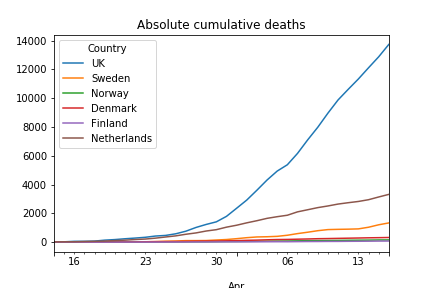 Absolute cumulative deaths
14000
12000
10000
8000
6000
4000
2000
0
Country
UK
Sweden
Norway
Denmark
Finland
Netherlands
16 23 30 06 13
Apr